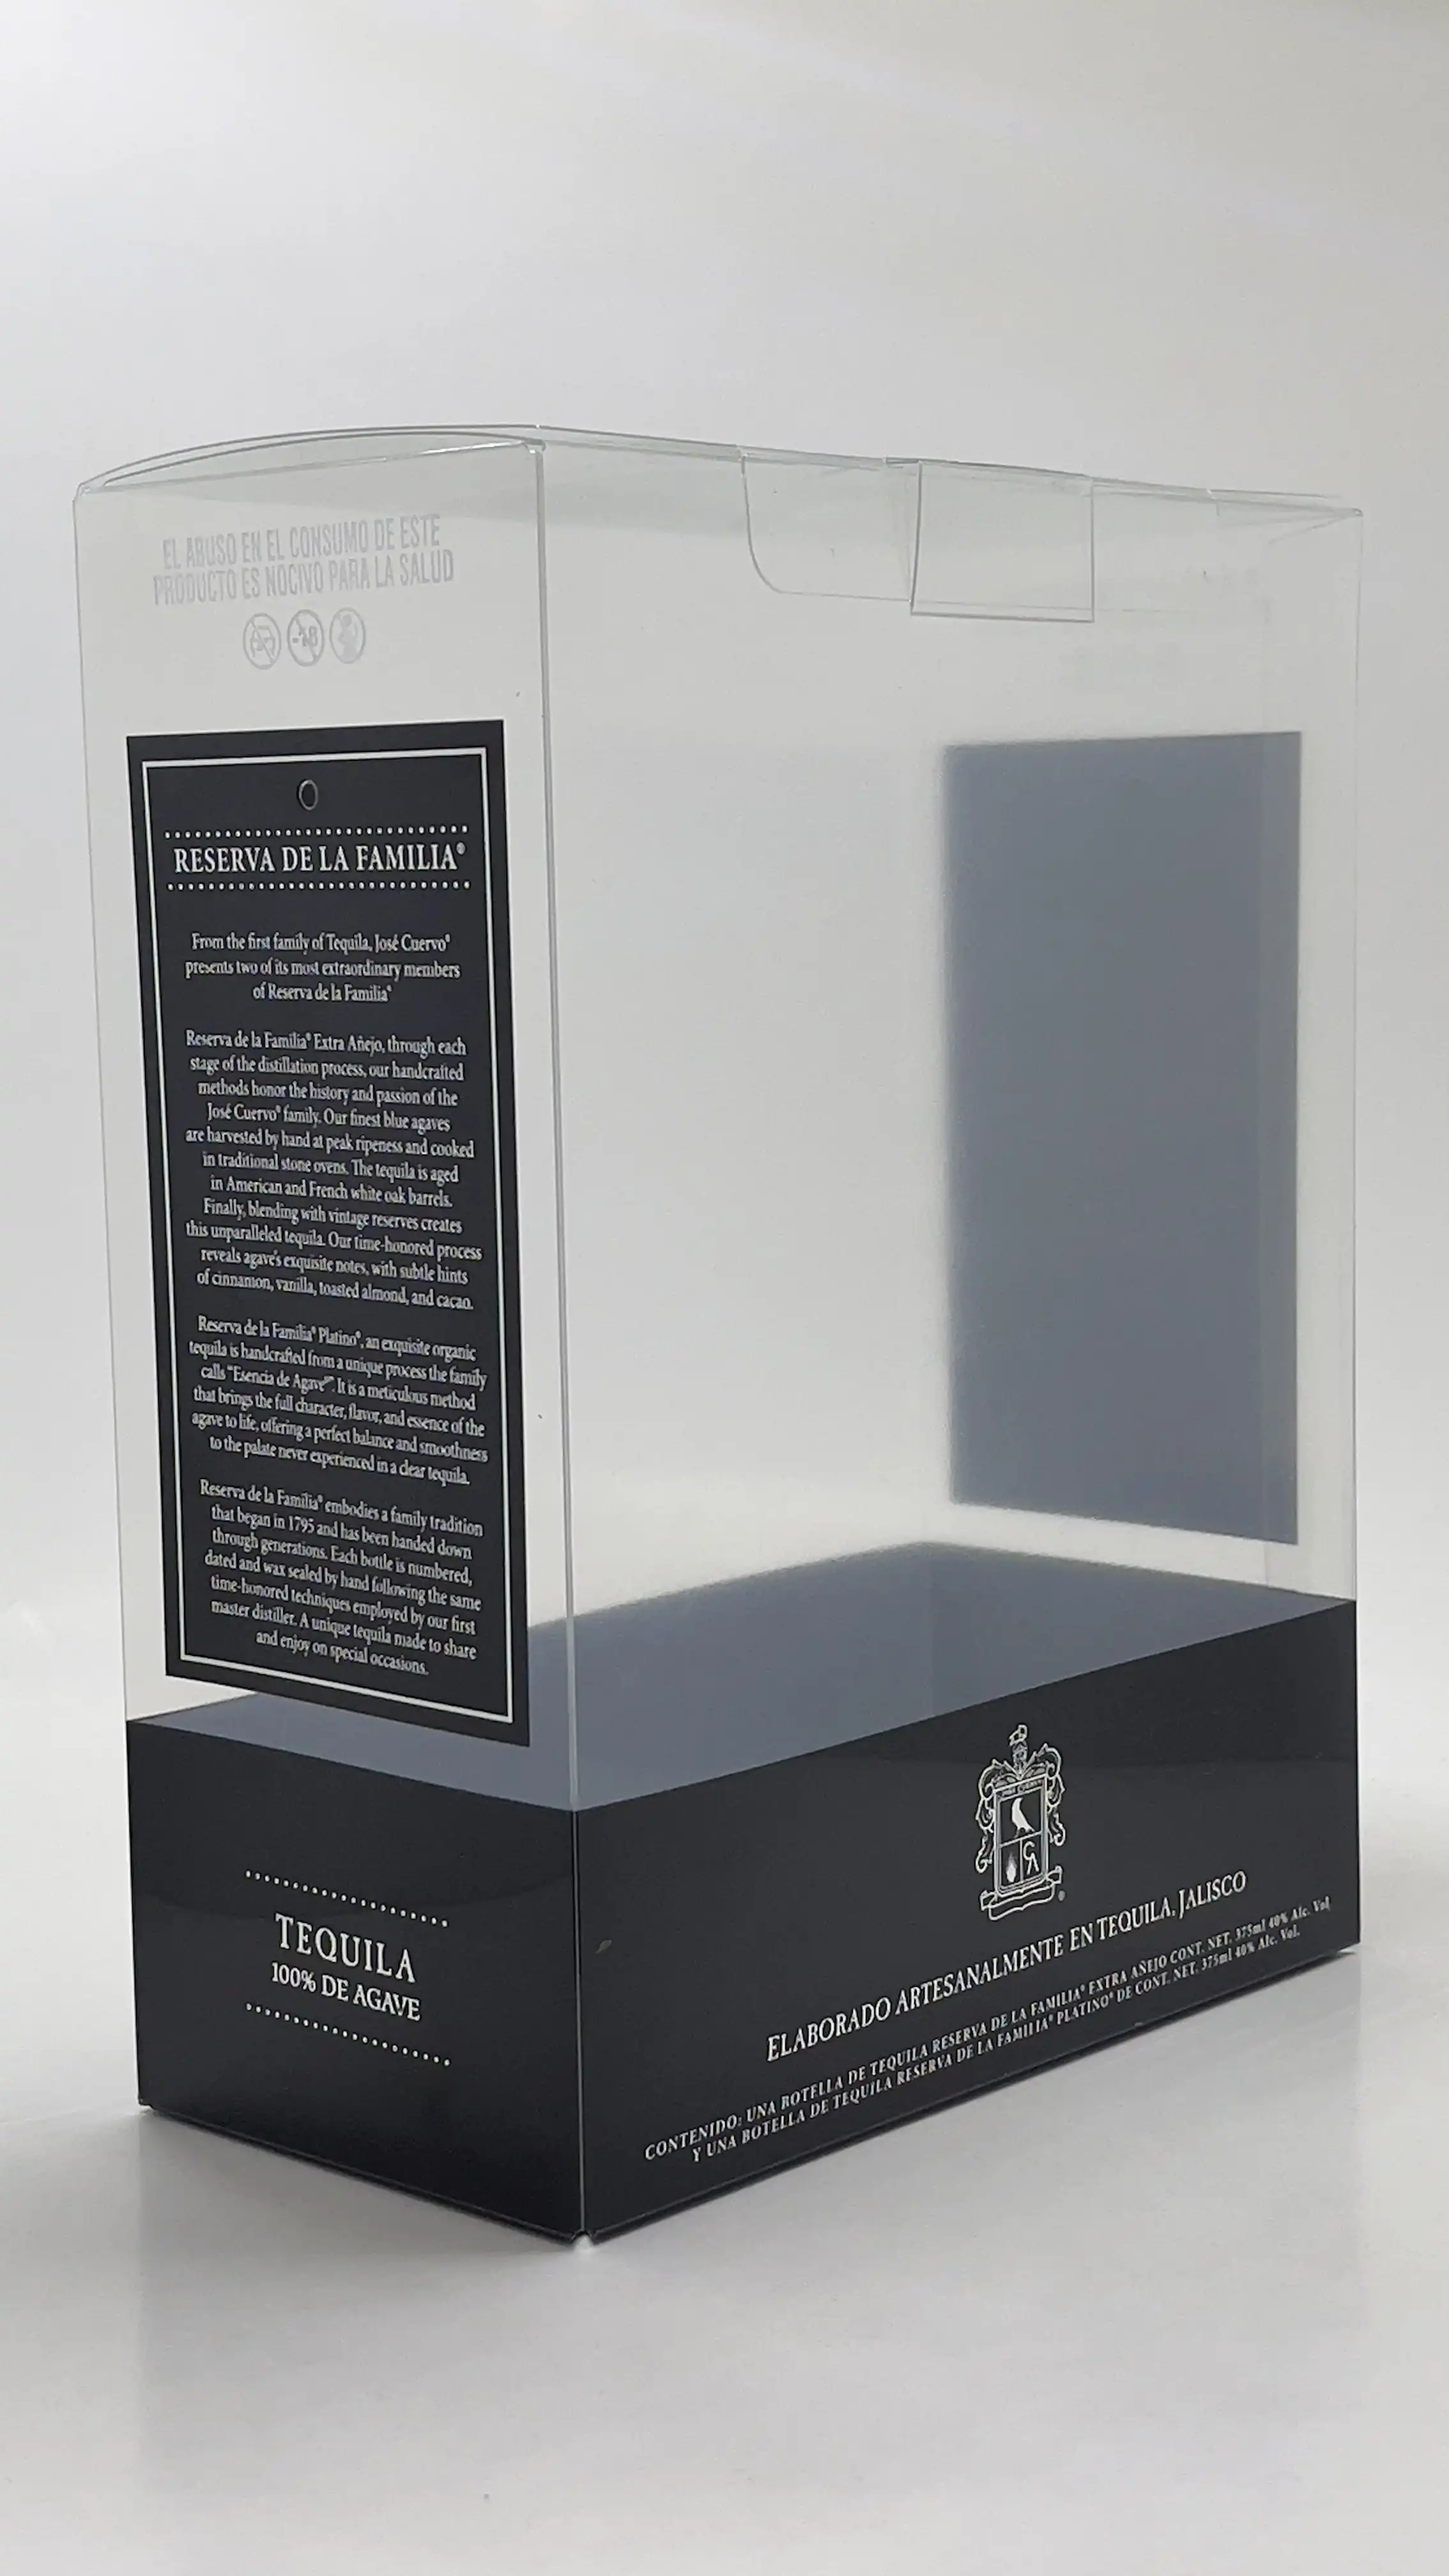 EL ABUSO EN EL CONSUMO DE ESTE
PRODUCTO ES NOCIVO PARA LA SALUD
-18
RESERVA DE LA FAMILIA®
From the first family of Tequila, José Cuervo®
presents two of its most extraordinary members
of Reserva de la Familia®
Reserva de la Familia® Extra Añejo, through each
stage of the distillation process, our handcrafted
methods honor the history and passion of the
José Cuervo® family. Our finest blue agaves
are harvested by hand at peak ripeness and cooked
in traditional stone ovens. The tequila is aged
in American and French white oak barrels.
Finally, blending with vintage reserves creates
this unparalleled tequila. Our time-honored process
reveals agave's exquisite notes, with subtle hints
of cinnamon, vanilla, toasted almond, and cacao.
Reserva de la Familia® Platino®, an exquisite organic
tequila is handcrafted from a unique process the family
calls "Esencia de Agave®". It is a meticulous method
that brings the full character, flavor, and essence of the
agave to life, offering a perfect balance and smoothness
to the palate never experienced in a clear tequila.
Reserva de la Familia® embodies a family tradition
that began in 1795 and has been handed down
through generations. Each bottle is numbered,
dated and wax sealed by hand following the same
time-honored techniques employed by our first
master distiller. A unique tequila made to share
and enjoy on special occasions.
TEQUILA
100% DE AGAVE
ELABORADO ARTESANALMENTE EN TEQUILA, JALISCO
CONTENIDO: UNA BOTELLA DE TEQUILA RESERVA DE LA FAMILIA® EXTRA AÑEJO CONT. NET. 375ml 40% Alc. Vol
Y UNA BOTELLA DE TEQUILA RESERVA DE LA FAMILIA® PLATINO® DE CONT. NET. 375ml 40% Alc. Vol.